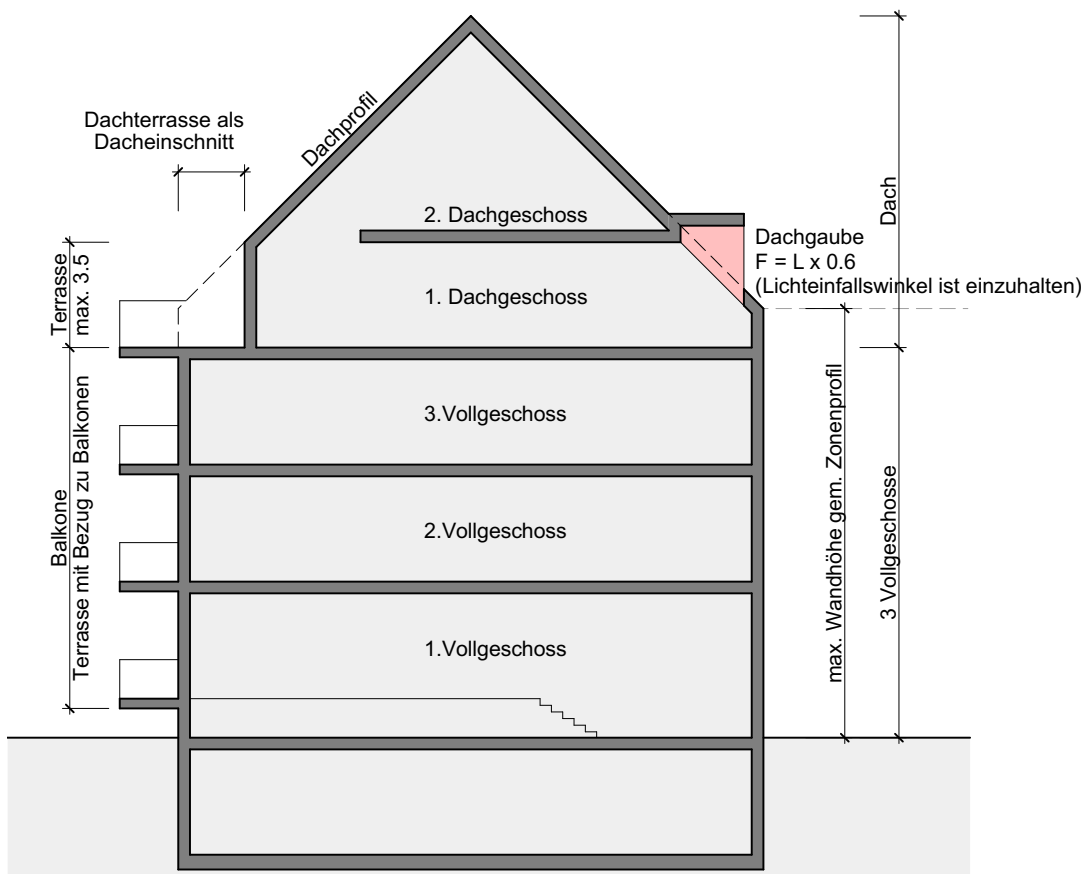 Dachterrasse als
Dacheinschnitt
Dachprofil
Dach
2. Dachgeschoss
Dachgaube
F = L x 0.6
(Lichteinfallswinkel ist einzuhalten)
Terrasse
max. 3.5
1. Dachgeschoss
3.Vollgeschoss
Balkone
Terrasse mit Bezug zu Balkonen
max. Wandhöhe gem. Zonenprofil
3 Vollgeschosse
2.Vollgeschoss
1.Vollgeschoss